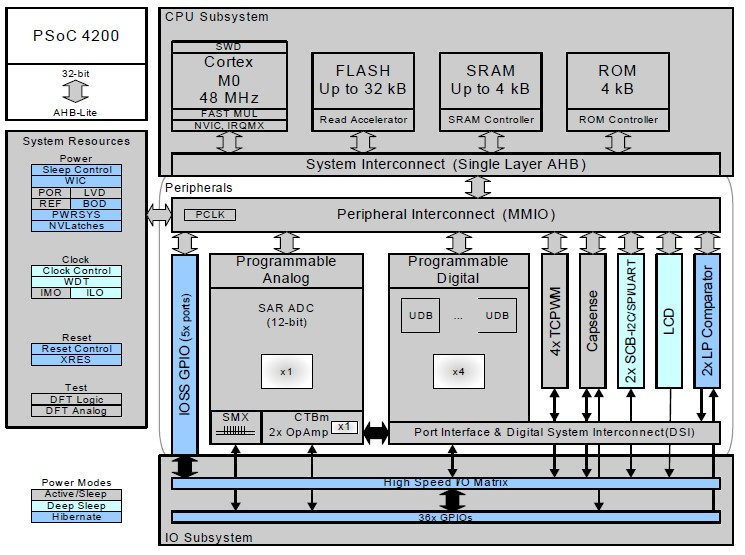 PSoC 4200
32-bit
AHB-Lite
System Resources
Power
Sleep Control
WIC
POR LVD
REF BOD
PWRSYS
NVLatches
Clock
Clock Control
WDT
IMO ILO
Reset
Reset Control
XRES
Test
DFT Logic
DFT Analog
Power Modes
Active/Sleep
Deep Sleep
Hibernate
CPU Subsystem
SWD
Cortex
M0
48 MHz
FAST MUL
NVIC, IRQMX
FLASH
Up to 32 kB
Read Accelerator
SRAM
Up to 4 kB
SRAM Controller
ROM
4 kB
ROM Controller
System Interconnect (Single Layer AHB)
Peripherals
PCLK
Peripheral Interconnect (MMIO)
IOSS GPIO (5x ports)
Programmable
Analog
SAR ADC
(12-bit)
x1
SMX
CTBm
2x OpAmp
x1
Programmable
Digital
UDB ... UDB
x4
4x TCPWM
Capsense
2x SCB-I2C/SPI/UART
LCD
2x LP Comparator
Port Interface & Digital System Interconnect(DSI)
High Speed I/O Matrix
36x GPIOs
IO Subsystem